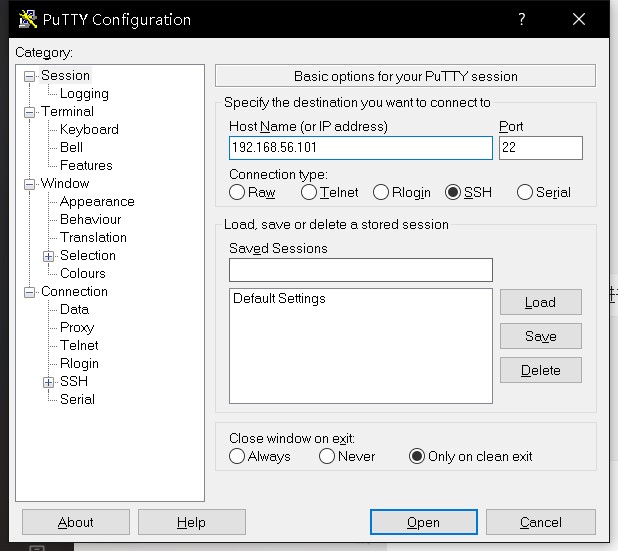 PuTTY Configuration
?
Category:
Session
Logging
Terminal
Keyboard
Bell
Features
Window
Appearance
Behaviour
Translation
Selection
Colours
Connection
Data
Proxy
Telnet
Rlogin
SSH
Serial
Basic options for your PuTTY session
Specify the destination you want to connect to
Host Name (or IP address)
Port
192.168.56.101
22
Connection type:
Raw Telnet Rlogin SSH Serial
Load, save or delete a stored session
Saved Sessions
Default Settings
Load
Save
Delete
Close window on exit:
Always Never Only on clean exit
About Help Open Cancel